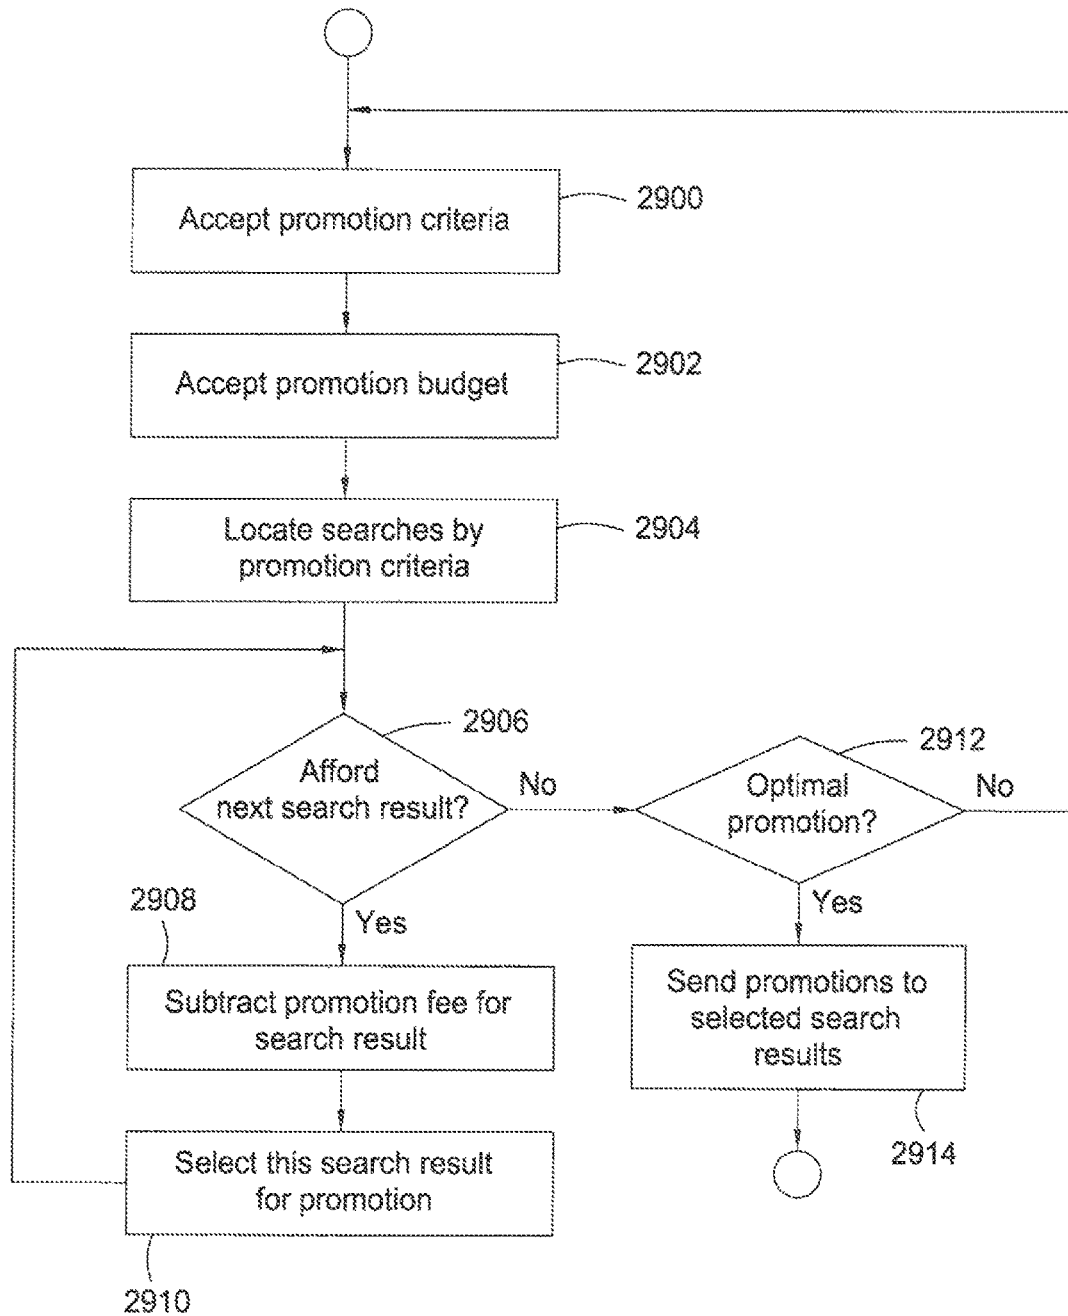 Accept promotion criteria
2900
Accept promotion budget
2902
Locate searches by
promotion criteria
2904
2906
Afford
next search result?
No
2912
Optimal
promotion?
No
2908
Yes
Yes
Subtract promotion fee for
search result
Send promotions to
selected search
results
Select this search result
for promotion
2914
2910